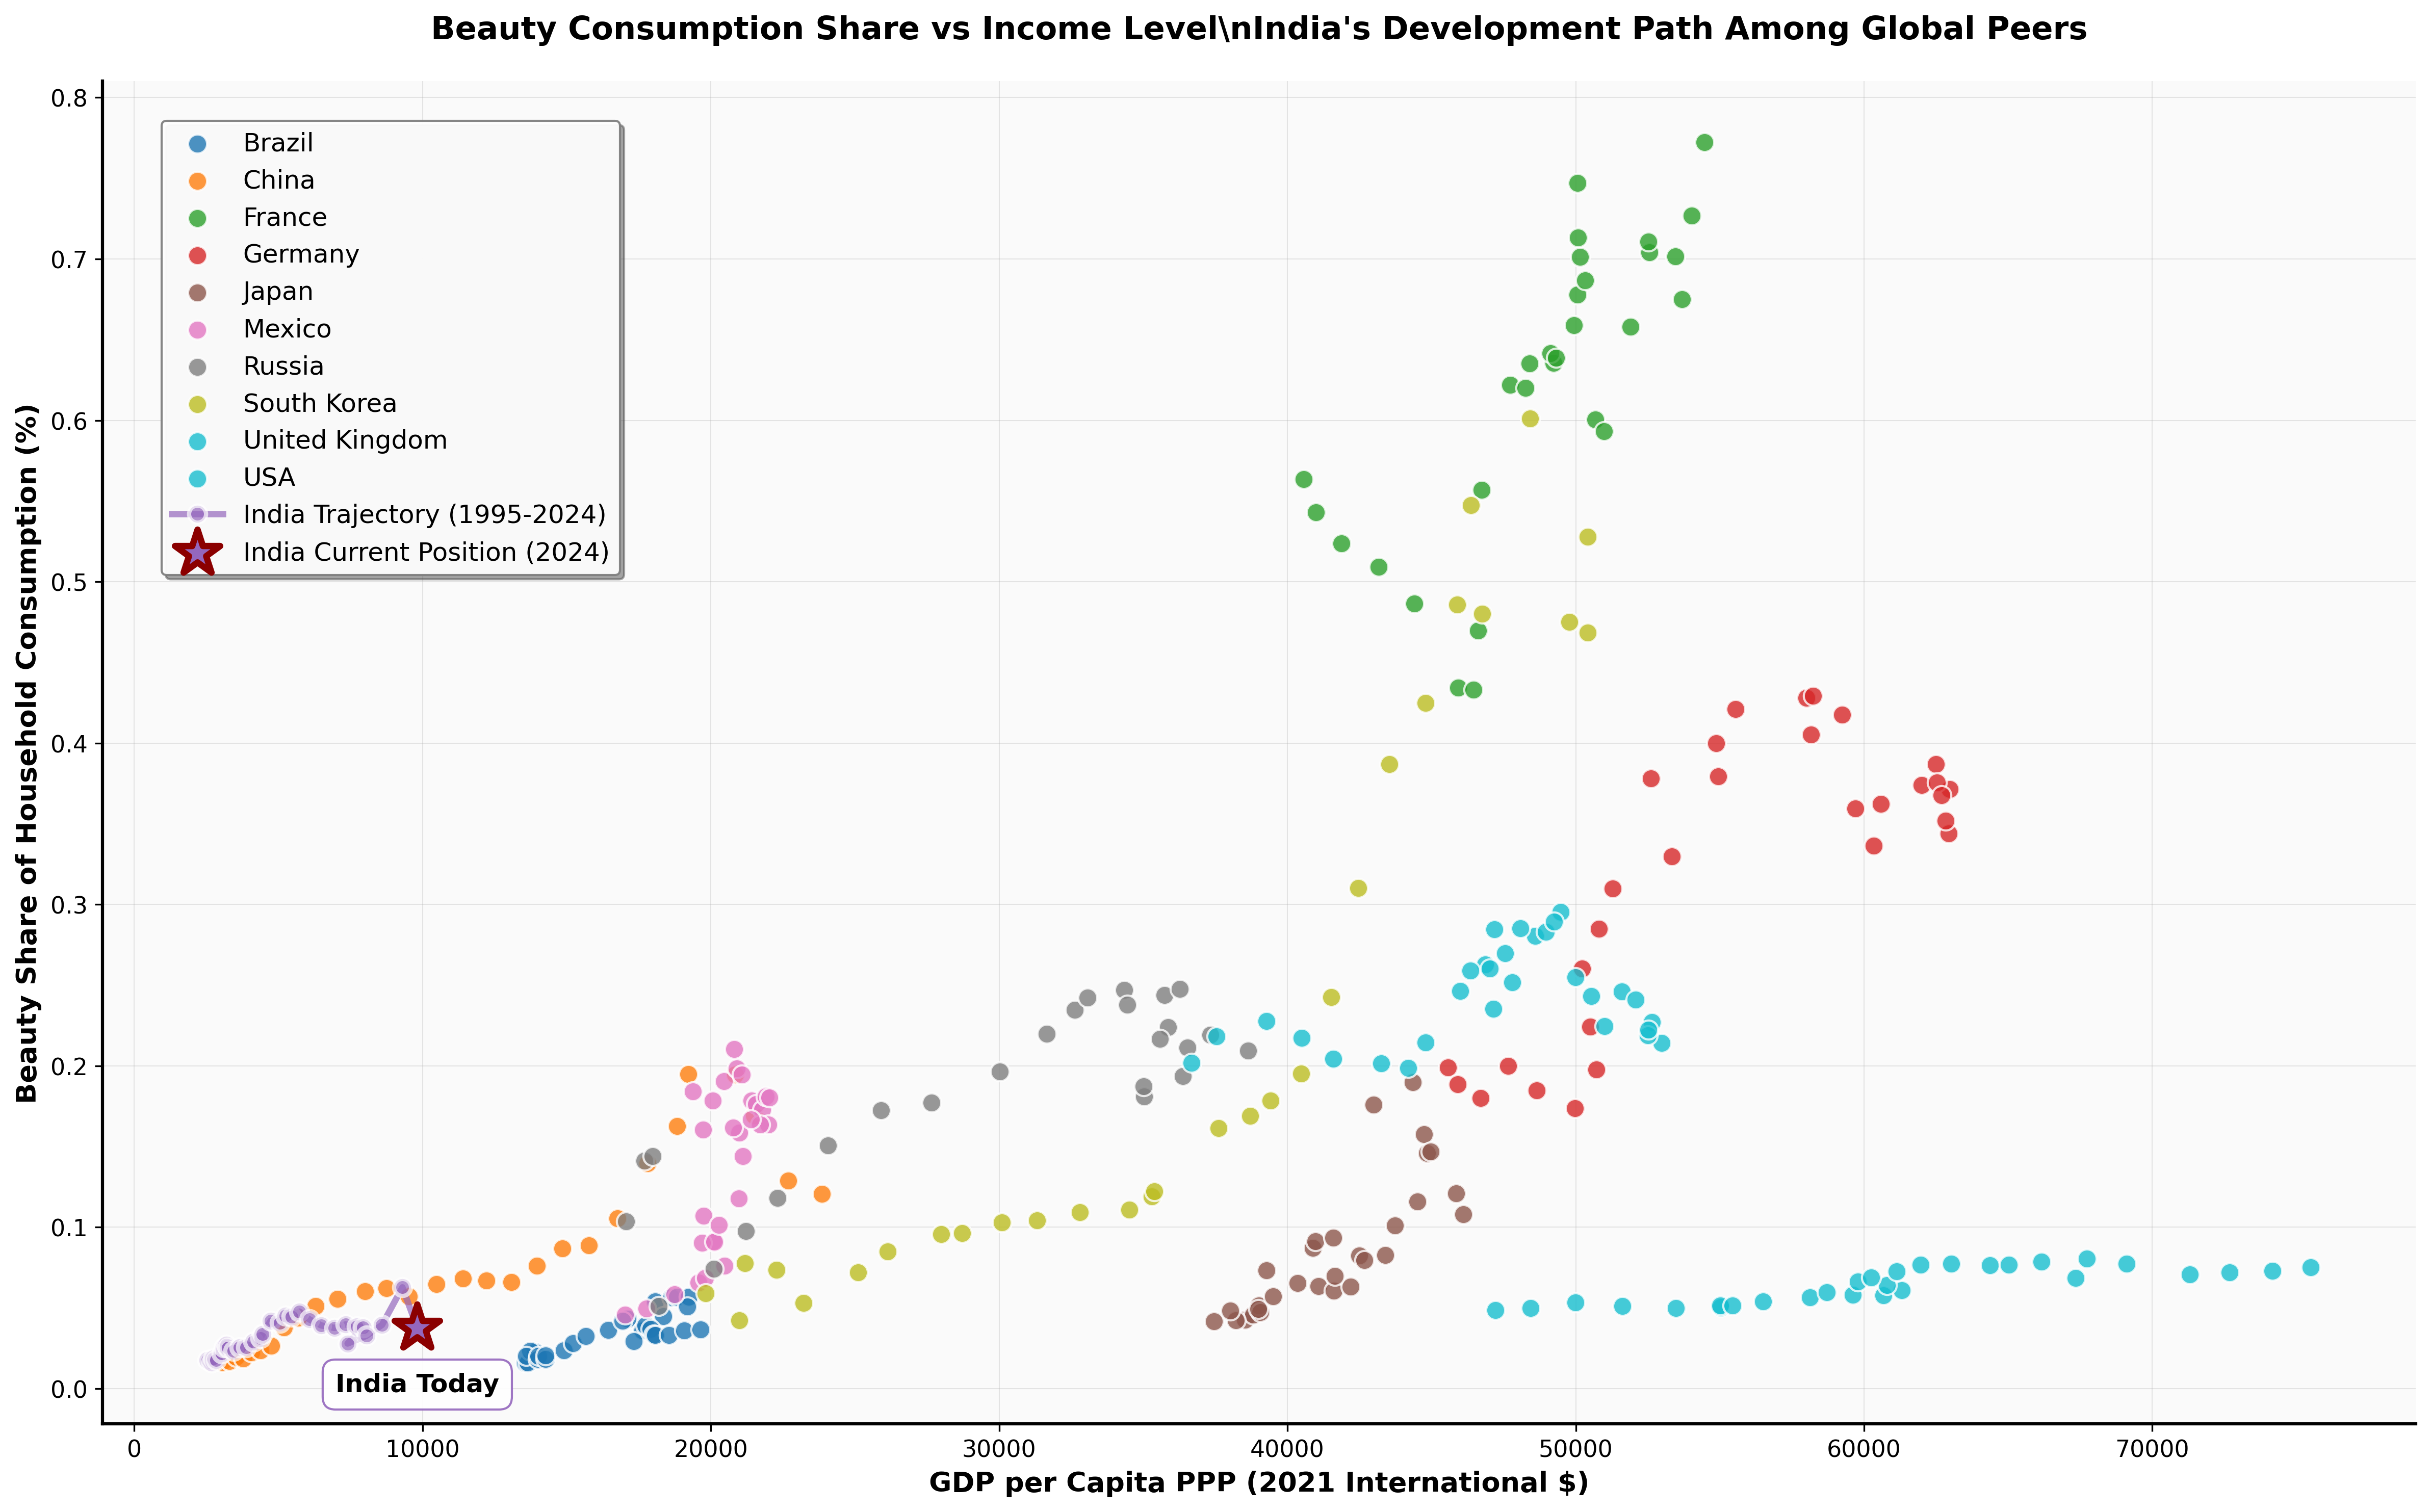 Beauty Consumption Share vs Income Level\nIndia's Development Path Among Global Peers
Beauty Share of Household Consumption (%)
0.8
0.7
0.6
0.5
0.4
0.3
0.2
0.1
0.0
Brazil
China
France
Germany
Japan
Mexico
Russia
South Korea
United Kingdom
USA
India Trajectory (1995-2024)
India Current Position (2024)
India Today
0
10000
20000
30000
40000
50000
60000
70000
GDP per Capita PPP (2021 International $)